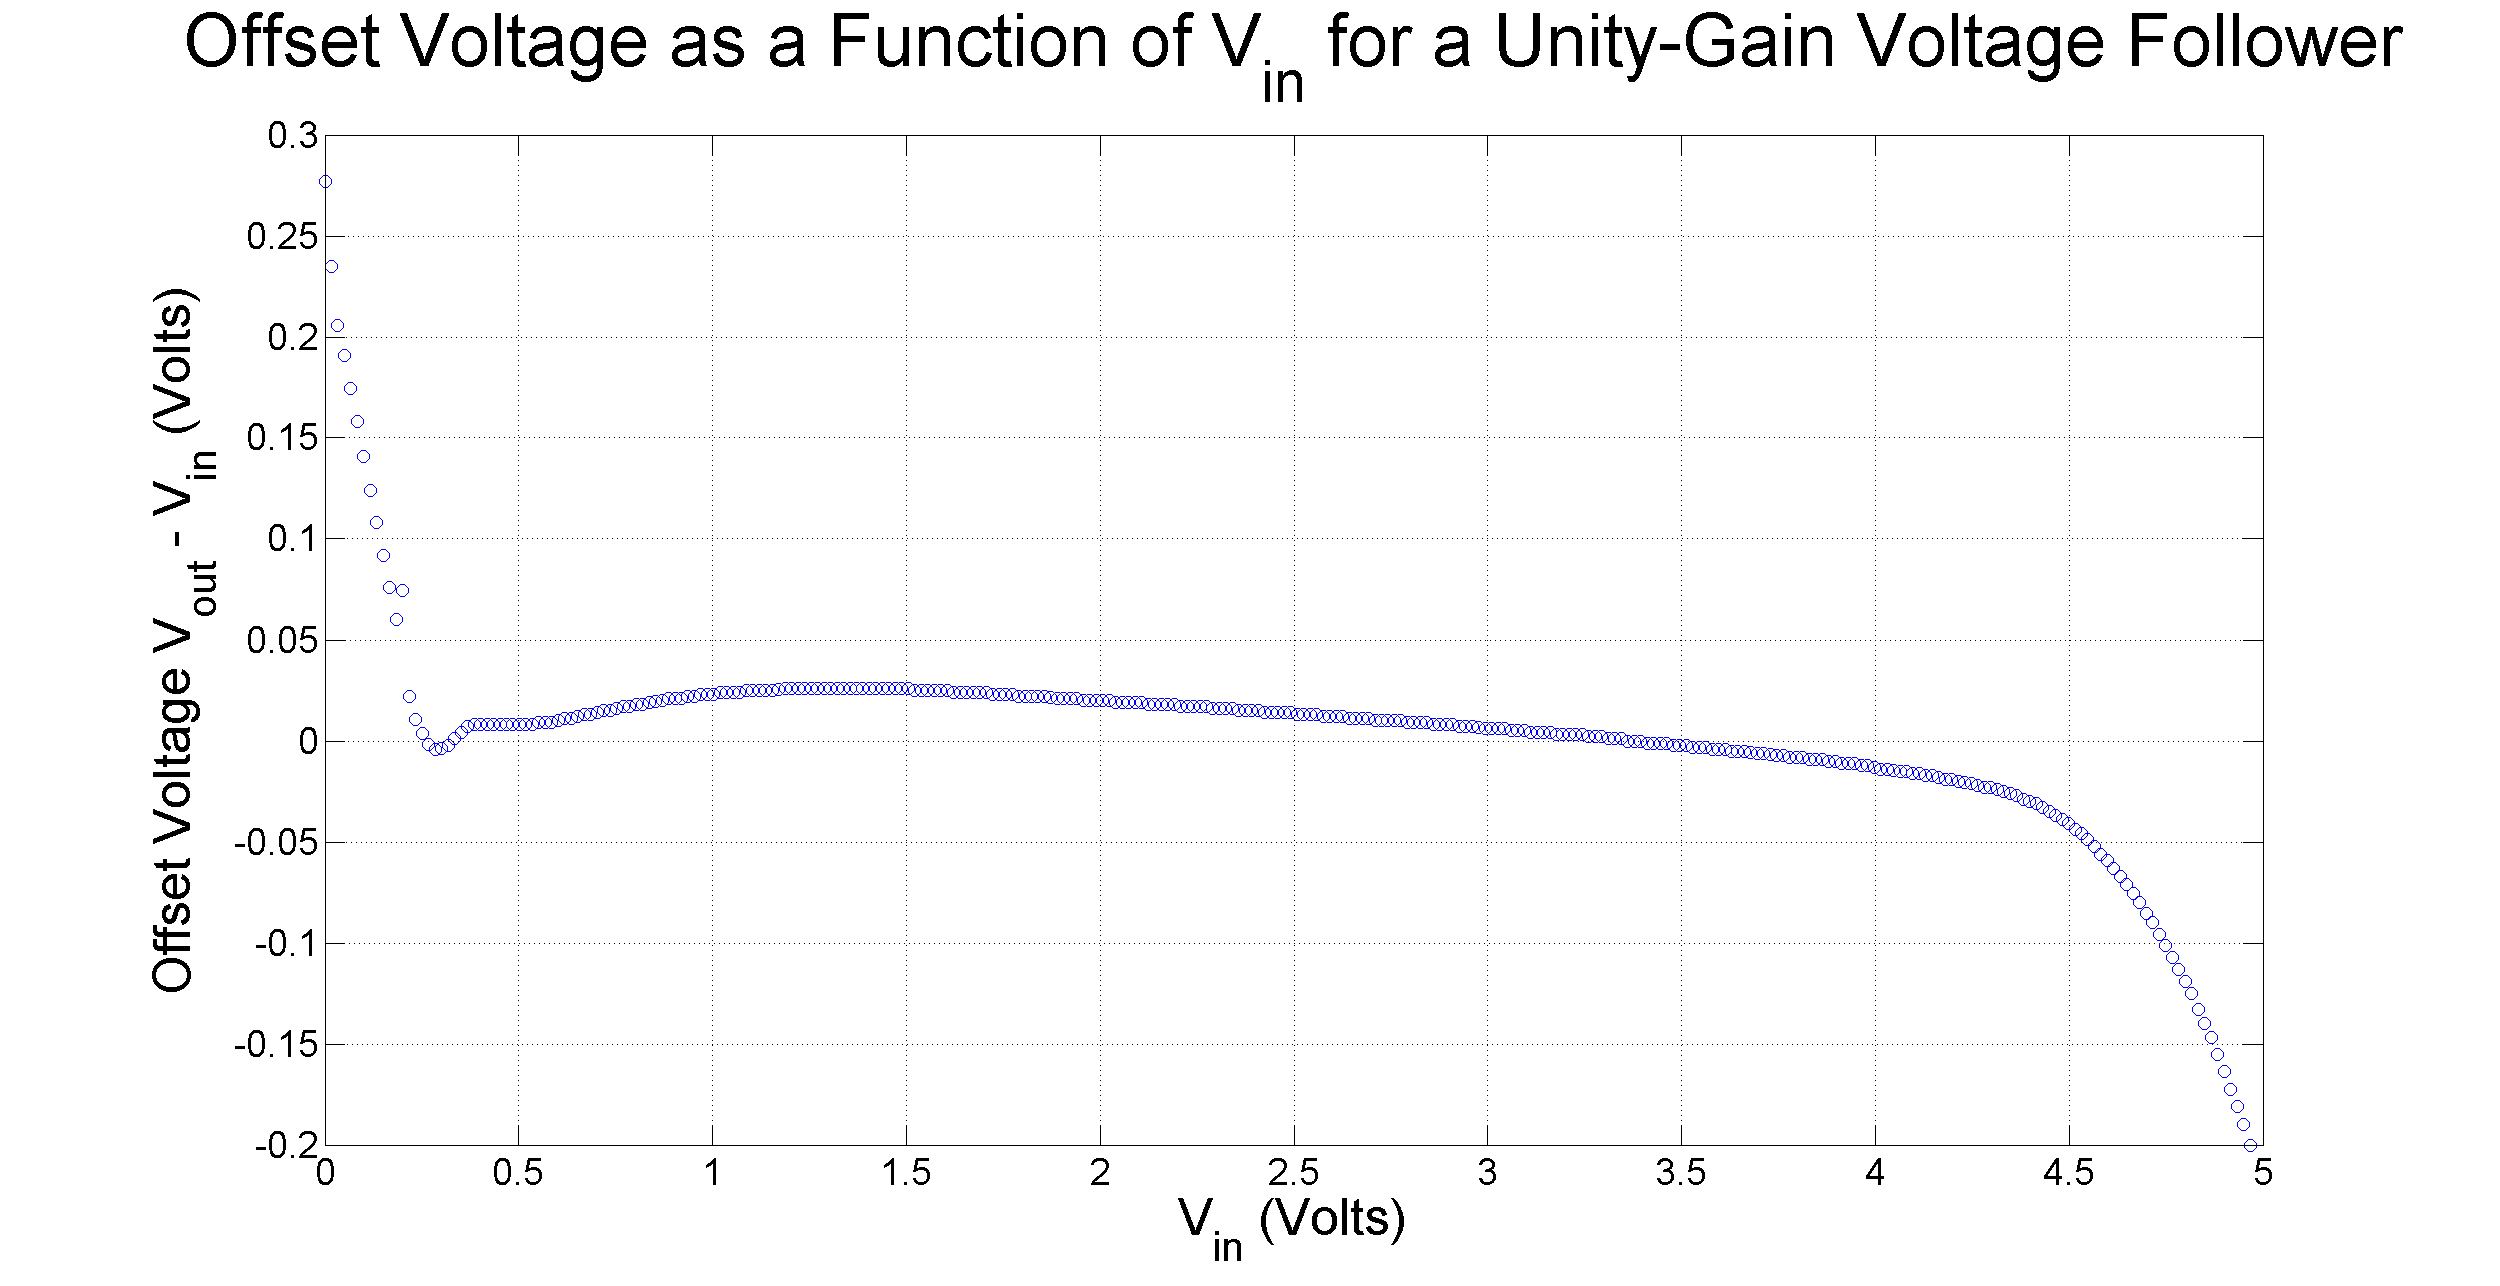 Offset Voltage as a Function of V_in for a Unity-Gain Voltage Follower
Offset Voltage V_out - V_in (Volts)
0.3
0.25
0.2
0.15
0.1
0.05
0
-0.05
-0.1
-0.15
-0.2
0 0.5 1 1.5 2 2.5 3 3.5 4 4.5 5
V_in (Volts)